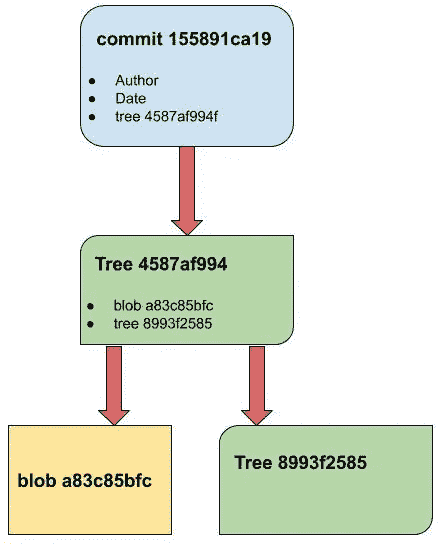 commit 155891ca19
● Author
● Date
● tree 4587af994f
Tree 4587af994
● blob a83c85bfc
● tree 8993f2585
blob a83c85bfc
Tree 8993f2585